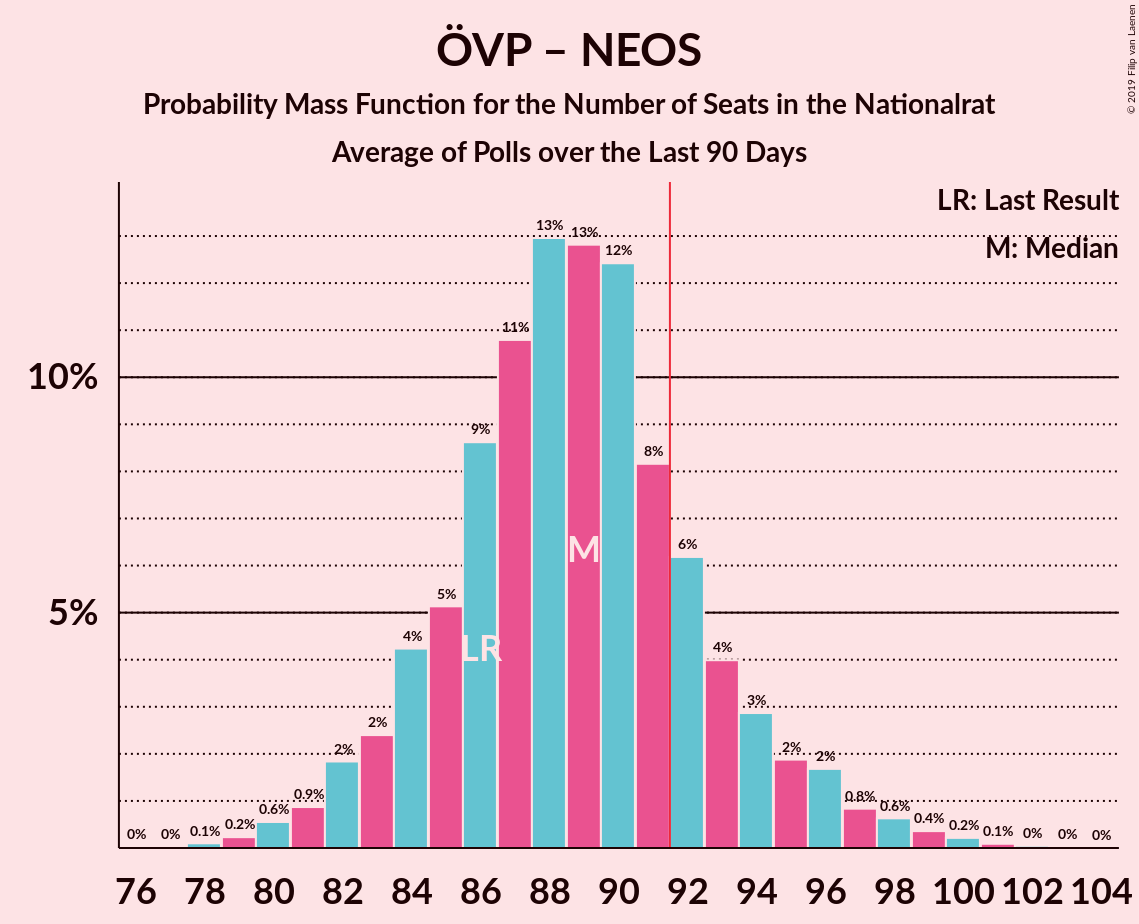 ÖVP – NEOS
Probability Mass Function for the Number of Seats in the Nationalrat
Average of Polls over the Last 90 Days
© 2019 Filip van Laenen
LR: Last Result
M: Median
10%
5%
0% 0% 0.1% 0.2% 0.6% 0.9% 2% 2% 4% 5% 9% 11% 13% 13% 12% 8% 6% 4% 3% 2% 2% 0.8% 0.6% 0.4% 0.2% 0.1% 0% 0% 0%
M
LR
76 78 80 82 84 86 88 90 92 94 96 98 100 102 104